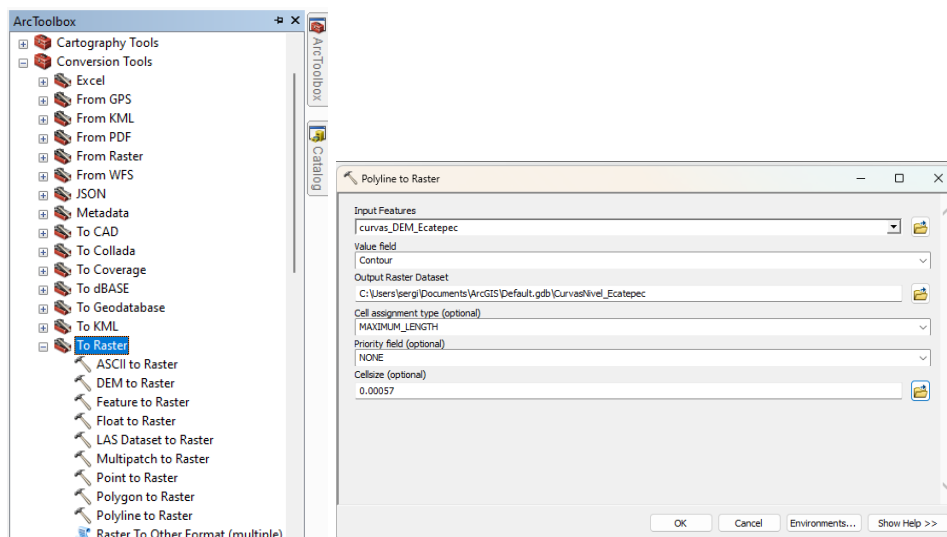 ArcToolbox
Cartography Tools
Conversion Tools
Excel
From GPS
From KML
From PDF
From Raster
From WFS
JSON
Metadata
To CAD
To Collada
To Coverage
To dBASE
To Geodatabase
To KML
To Raster
ASCII to Raster
DEM to Raster
Feature to Raster
Float to Raster
LAS Dataset to Raster
Multipatch to Raster
Point to Raster
Polygon to Raster
Polyline to Raster
Raster To Other Format (multiple)
ArcToolbox
Catalog
Polyline to Raster
Input Features
curvas_DEM_Ecatepec
Value field
Contour
Output Raster Dataset
C:\Users\sergi\Documents\ArcGIS\Default.gdb\CurvasNivel_Ecatepec
Cell assignment type (optional)
MAXIMUM_LENGTH
Priority field (optional)
NONE
Cellsize (optional)
0.00057
OK Cancel Environments... Show Help >>